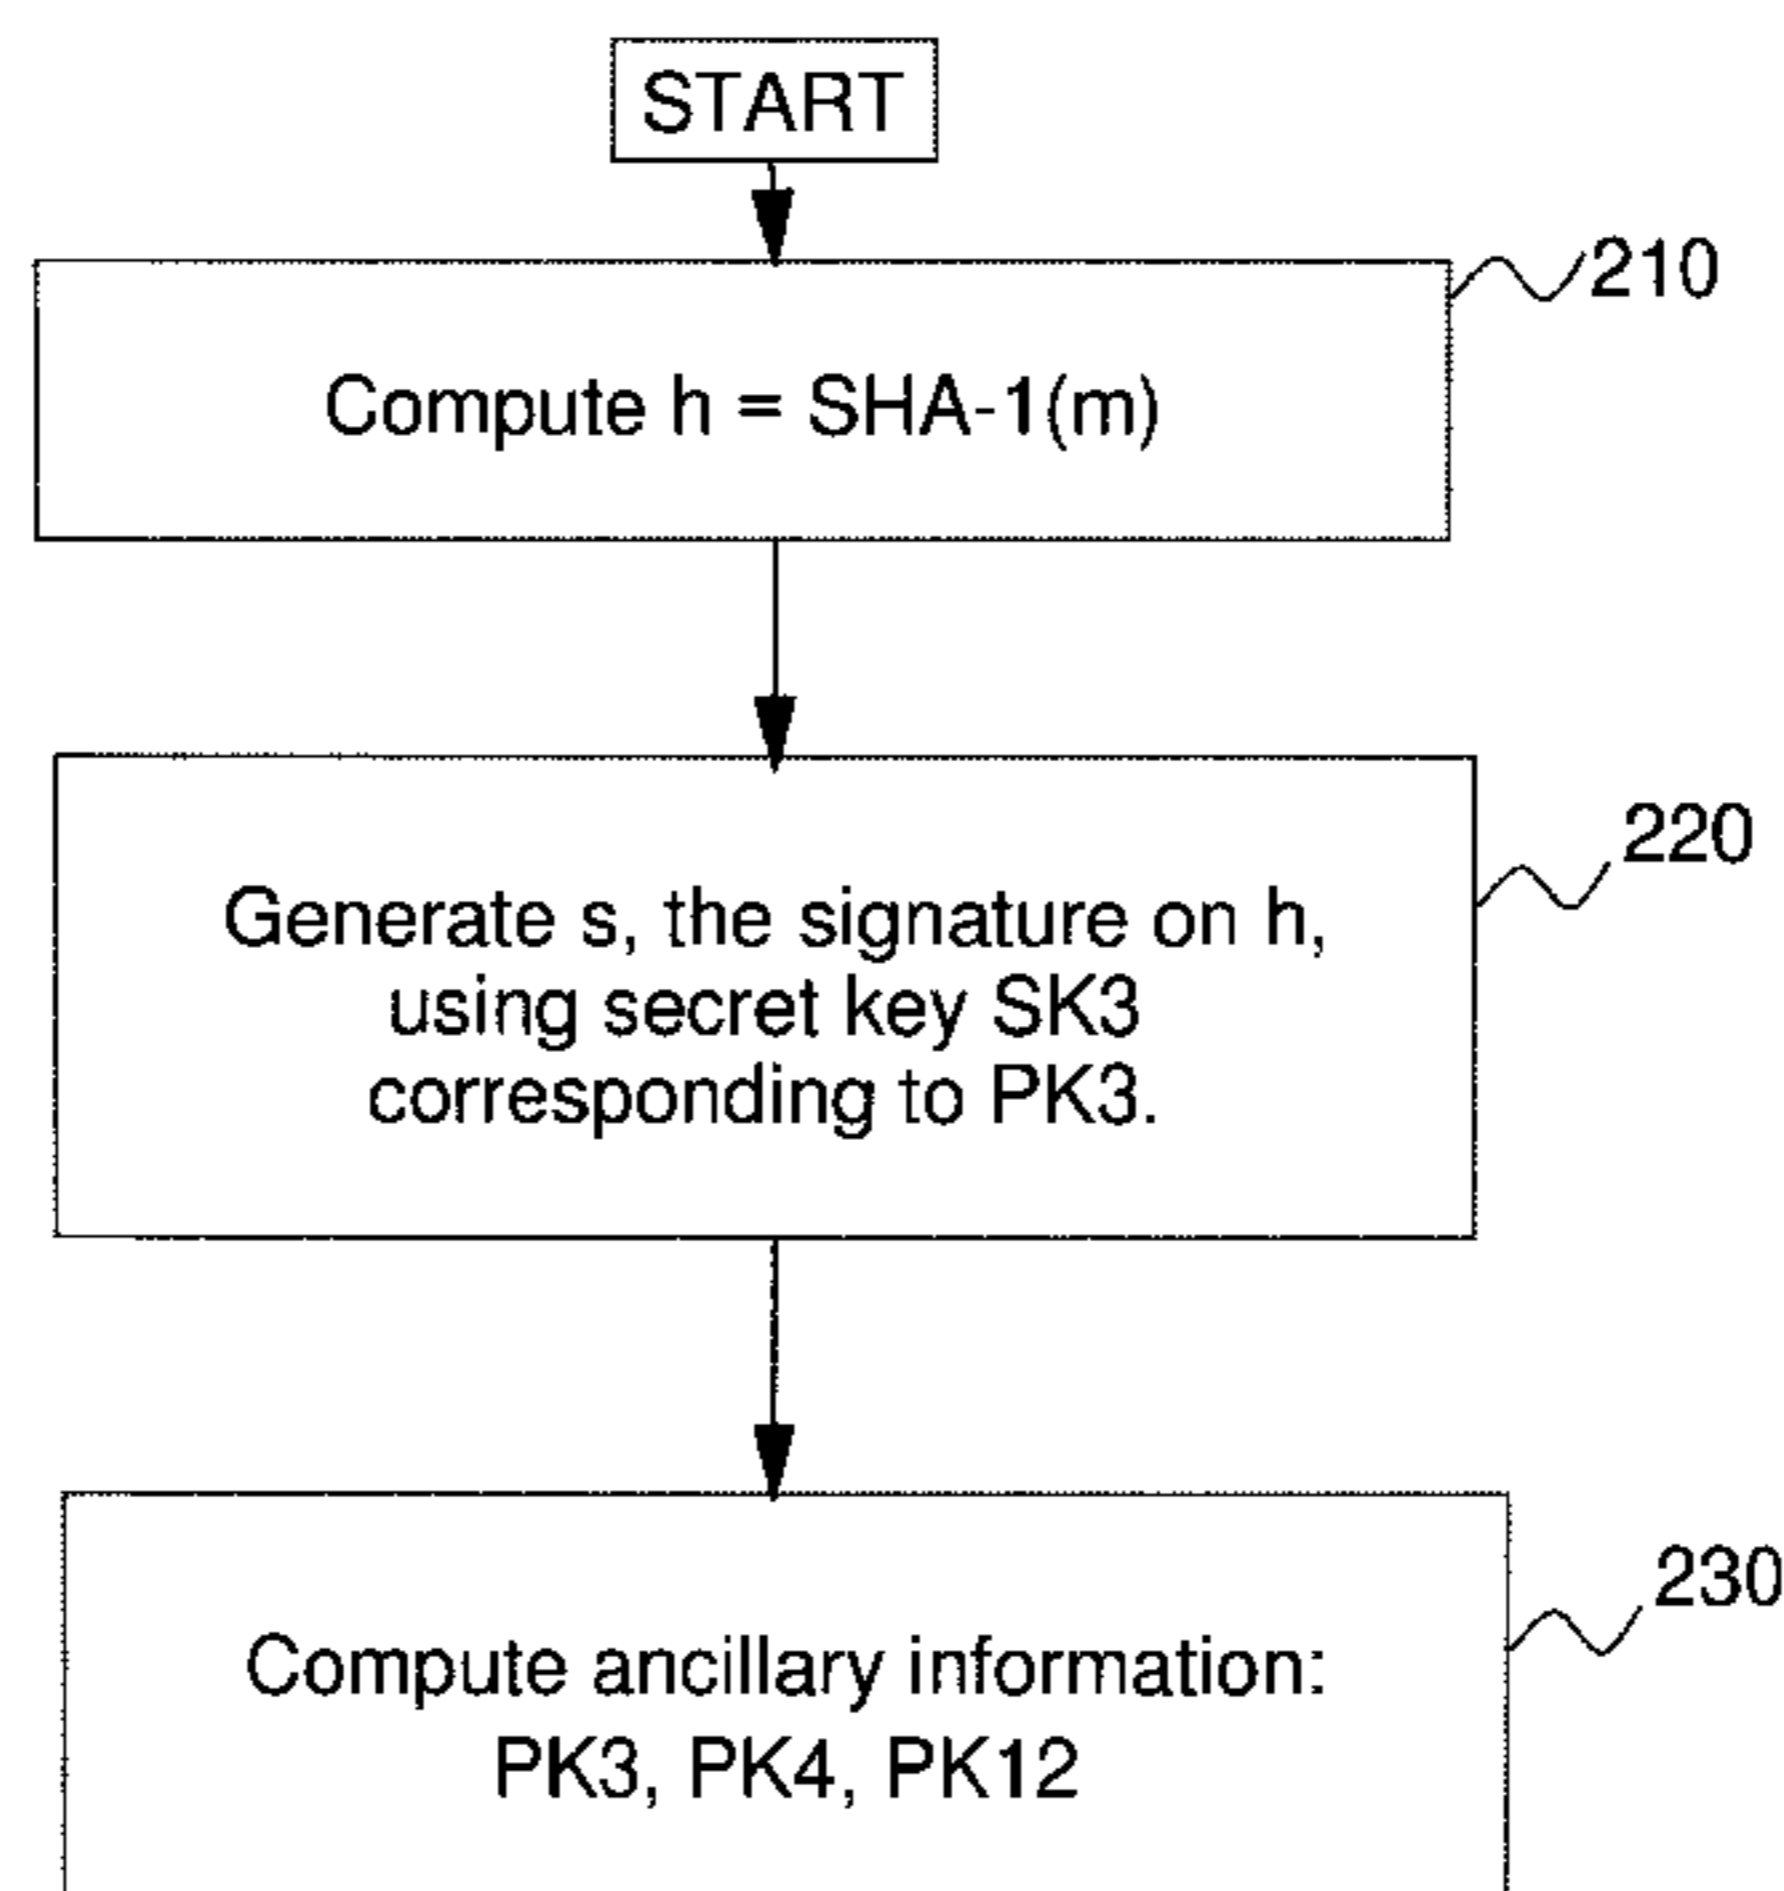 START
210
Compute h = SHA-1(m)
220
Generate s, the signature on h,
using secret key SK3
corresponding to PK3.
230
Compute ancillary information:
PK3, PK4, PK12